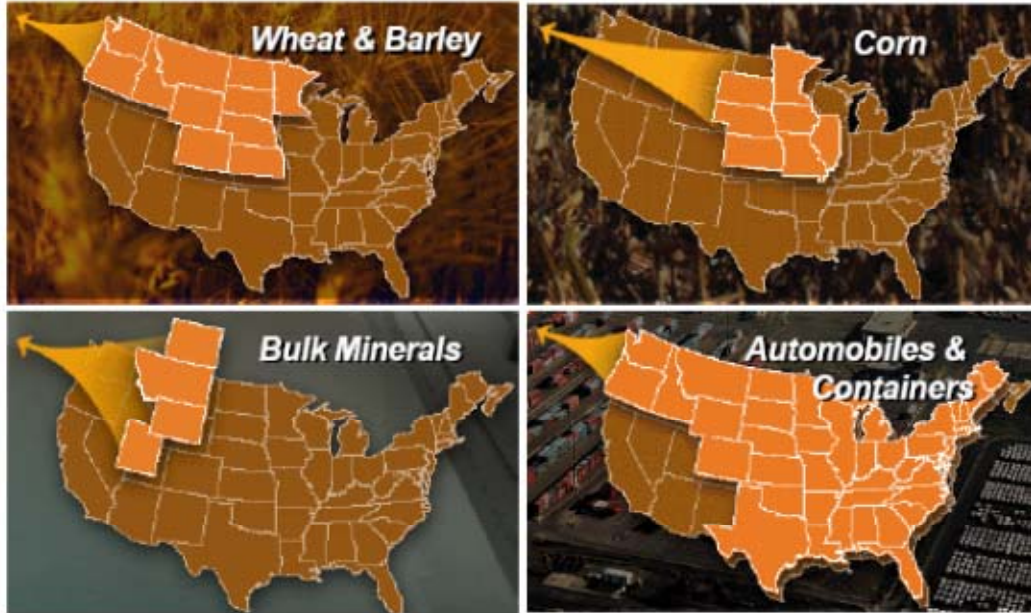 Wheat & Barley
Corn
Bulk Minerals
Automobiles &
Containers